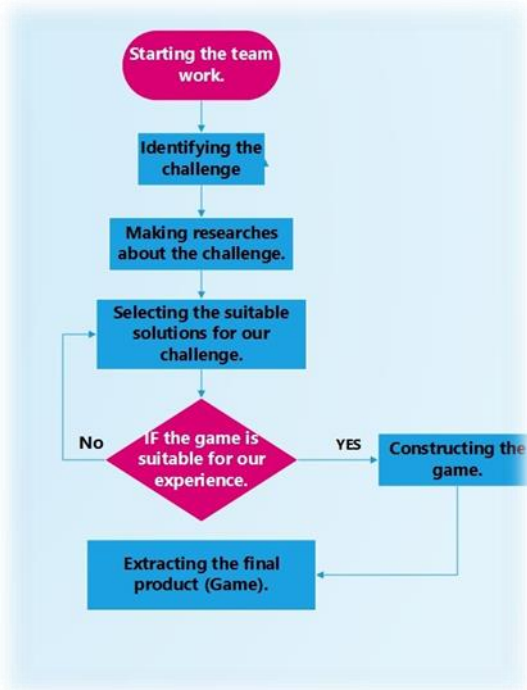 Starting the team
work.
Identifying the
challenge
Making researches
about the challenge.
Selecting the suitable
solutions for our
challenge.
IF the game is
suitable for our
experience.
No
YES
Constructing the
game.
Extracting the final
product (Game).